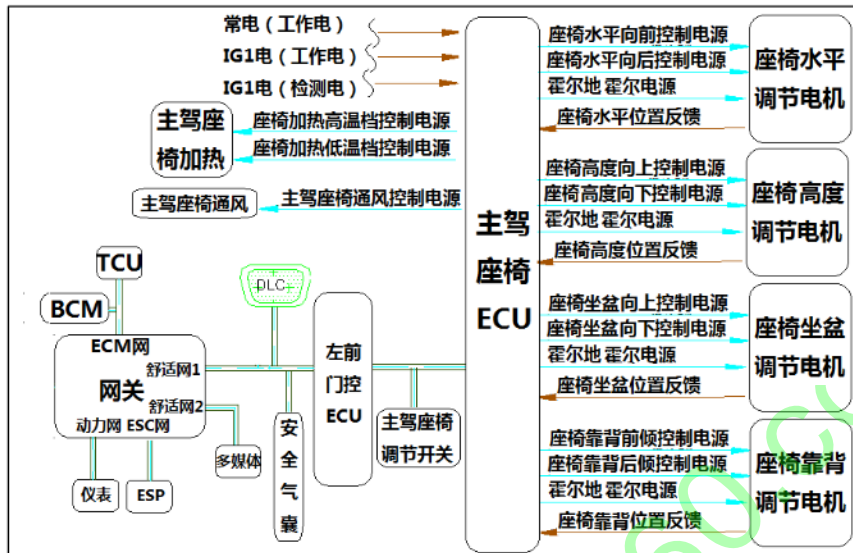 常电（工作电）
IG1电（工作电）
IG1电（检测电）
主驾座
椅加热
座椅加热高温档控制电源
座椅加热低温档控制电源
主驾座椅通风
主驾座椅通风控制电源
TCU
BCM
ECM网
舒适网1
网关
舒适网2
动力网 ESC网
仪表
ESP
多媒体
DLC
安
全
气
囊
左前
门控
ECU
主驾座椅
调节开关
主驾
座椅
ECU
座椅水平向前控制电源
座椅水平向后控制电源
霍尔地 霍尔电源
座椅水平位置反馈
座椅水平
调节电机
座椅高度向上控制电源
座椅高度向下控制电源
霍尔地 霍尔电源
座椅高度位置反馈
座椅高度
调节电机
座椅坐盆向上控制电源
座椅坐盆向下控制电源
霍尔地 霍尔电源
座椅坐盆位置反馈
座椅坐盆
调节电机
座椅靠背前倾控制电源
座椅靠背后倾控制电源
霍尔地 霍尔电源
座椅靠背位置反馈
座椅靠背
调节电机